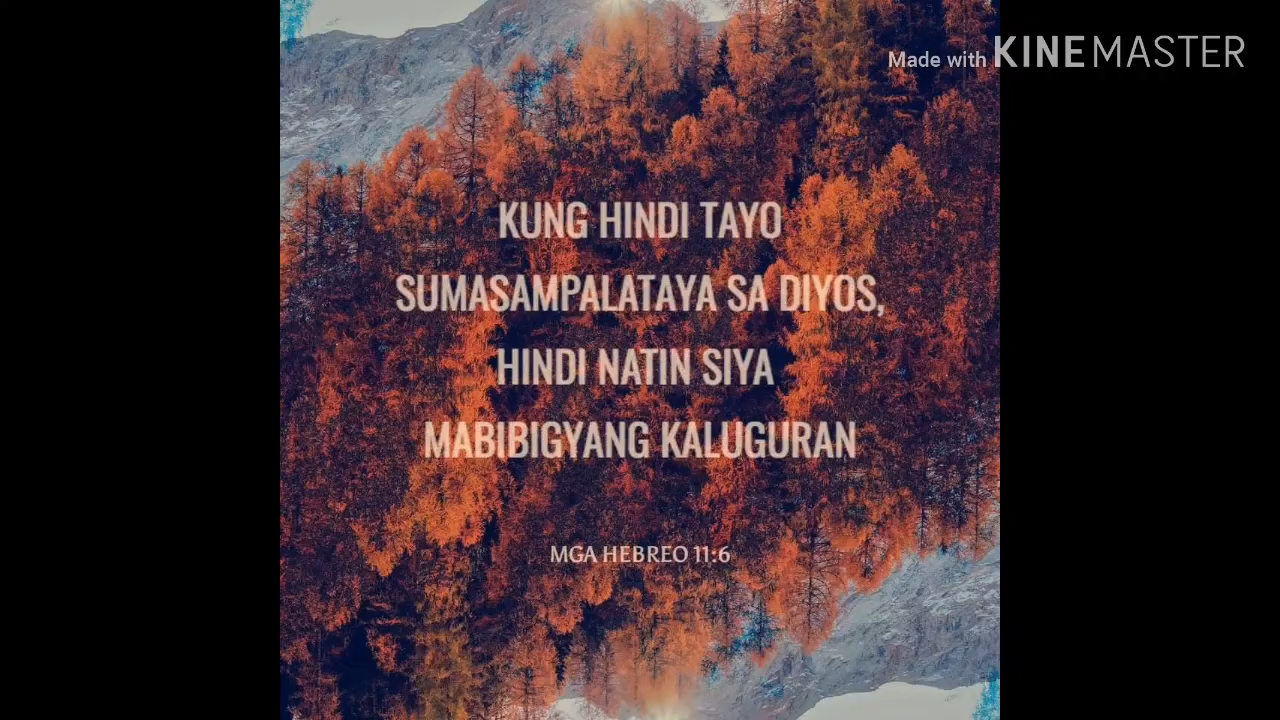 Made with KINEMASTER
KUNG HINDI TAYO
SUMASAMPALATAYA SA DIYOS,
HINDI NATIN SIYA
MABIBIGYANG KALUGURAN
MGA HEBREO 11:6